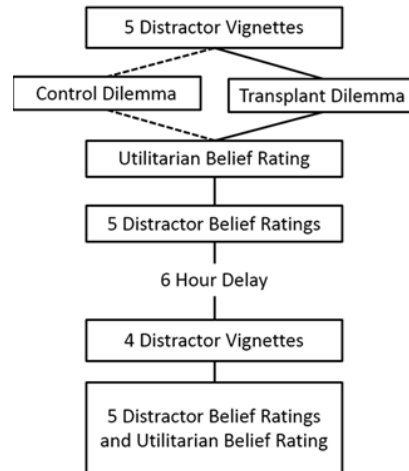 5 Distractor Vignettes
Control Dilemma
Transplant Dilemma
Utilitarian Belief Rating
5 Distractor Belief Ratings
6 Hour Delay
4 Distractor Vignettes
5 Distractor Belief Ratings
and Utilitarian Belief Rating